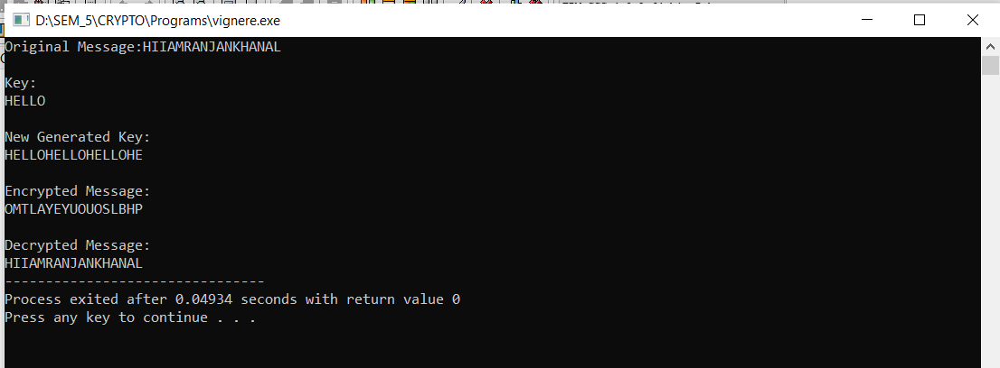 D:\SEM_5\CRYPTO\Programs\vignere.exe
Original Message:HIIAMRANJANKHANAL
Key:
HELLO
New Generated Key:
HELLOHELLOHELLOHE
Encrypted Message:
OMTLAYEYUOUOSLBHP
Decrypted Message:
HIIAMRANJANKHANAL
--------------------------------
Process exited after 0.04934 seconds with return value 0
Press any key to continue . . .